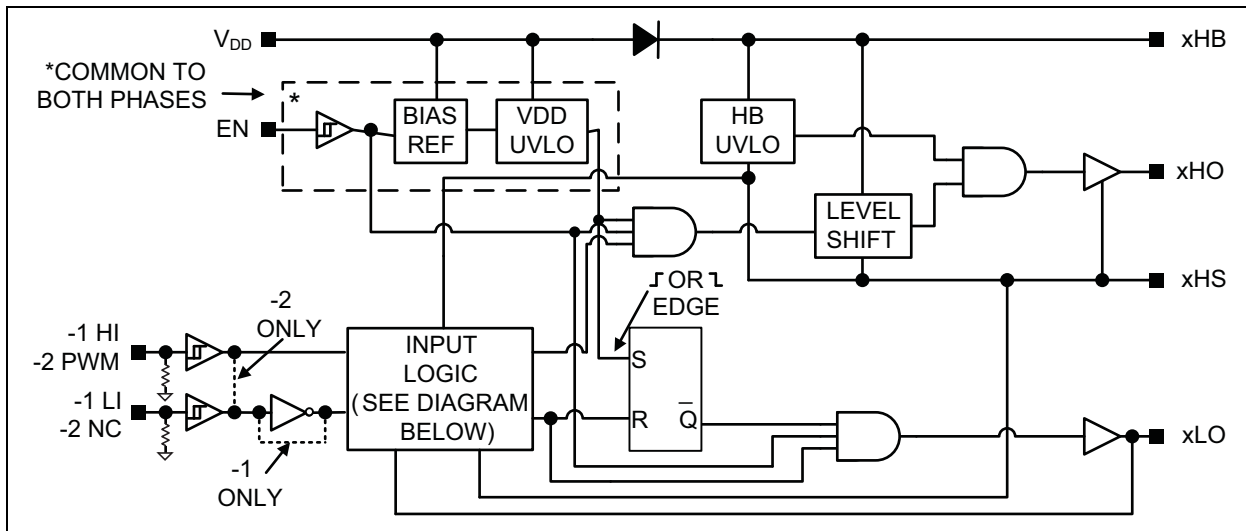 V_DD
xHB
*COMMON TO
BOTH PHASES
*
EN
BIAS
REF
VDD
UVLO
HB
UVLO
xHO
LEVEL
SHIFT
xHS
OR
EDGE
-2
ONLY
-1 HI
-2 PWM
-1 LI
-2 NC
INPUT
LOGIC
(SEE DIAGRAM
BELOW)
S
R
Q̅
xLO
-1
ONLY